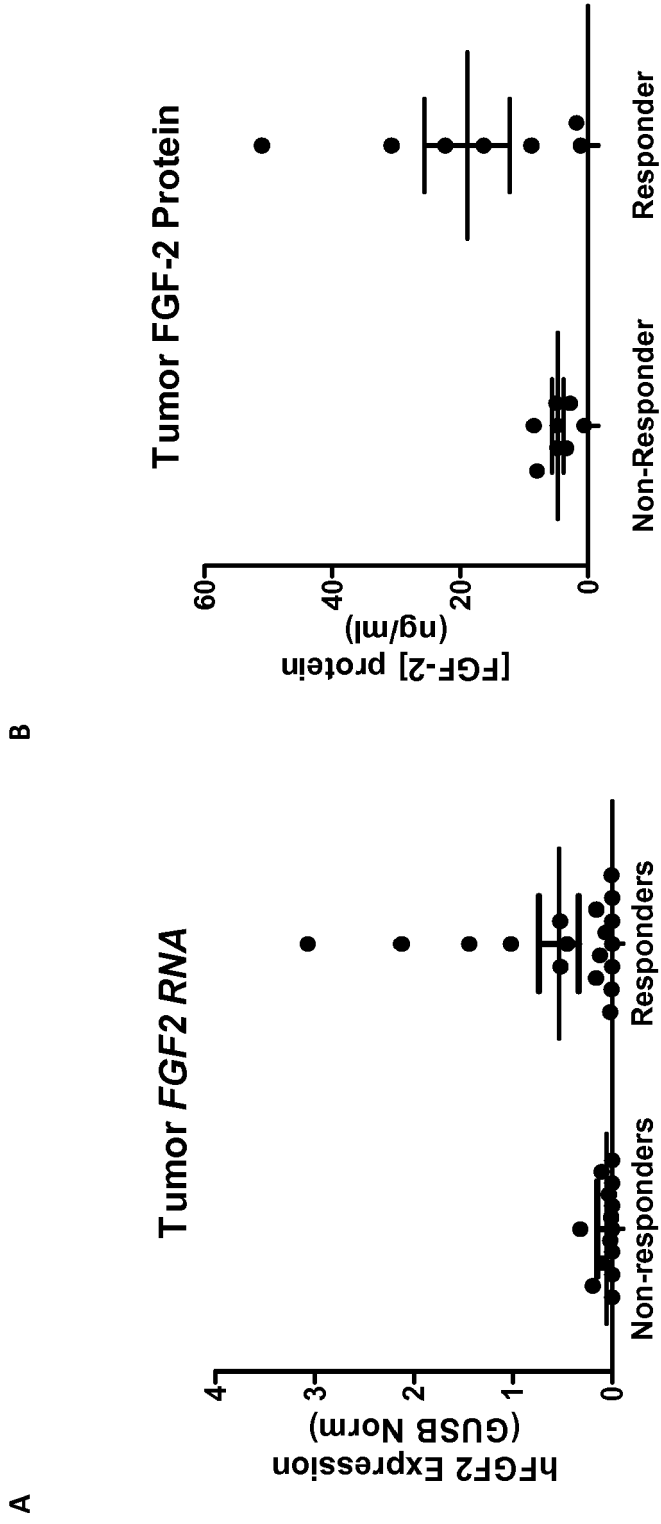 A
Tumor FGF2 RNA
hFGF2 Expression
(GUSB Norm)
4
3
2
1
0
Non-responders
Responders
B
Tumor FGF-2 Protein
[FGF-2] protein
(ng/ml)
60
40
20
0
Non-Responder
Responder